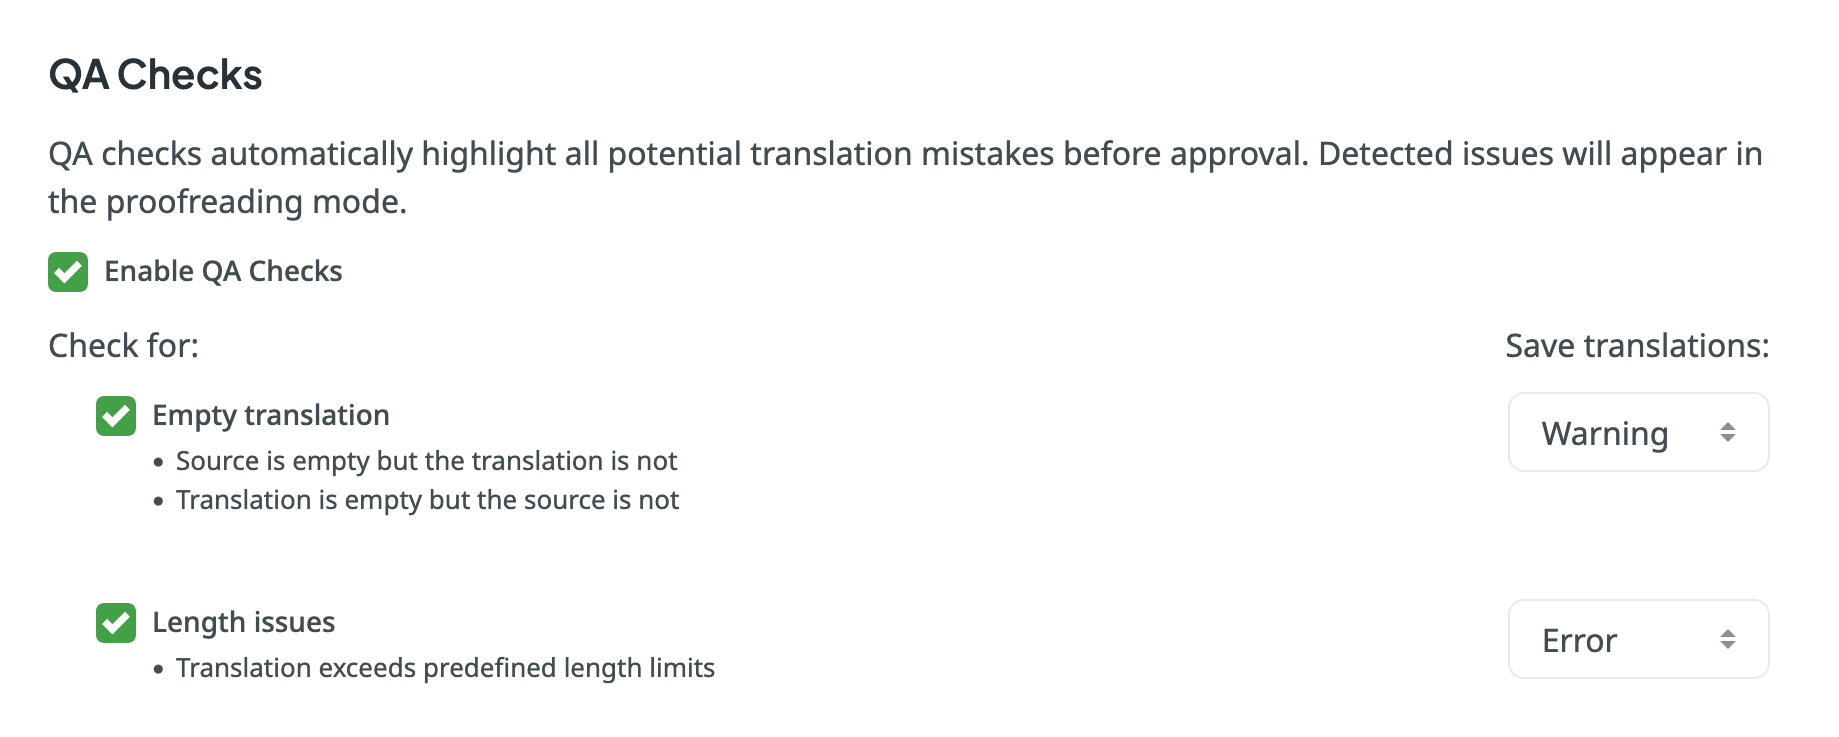 QA Checks
QA checks automatically highlight all potential translation mistakes before approval. Detected issues will appear in
the proofreading mode.
Enable QA Checks
Check for:
Save translations:
Empty translation
Warning
• Source is empty but the translation is not
• Translation is empty but the source is not
Length issues
Error
• Translation exceeds predefined length limits